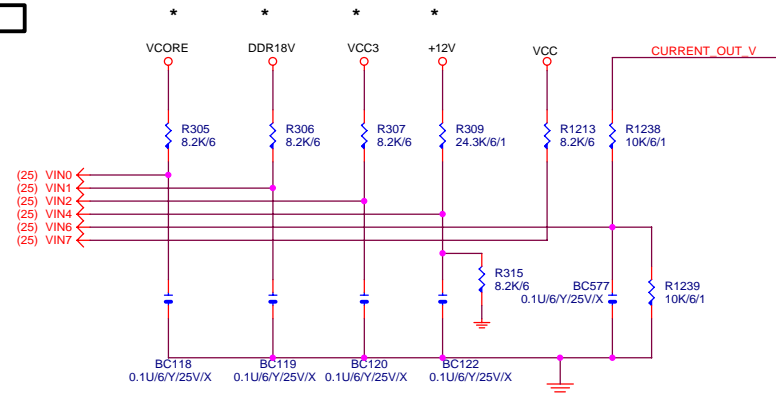 * * * *
VCORE DDR18V VCC3 +12V VCC CURRENT_OUT_V
R305 8.2K/6
R306 8.2K/6
R307 8.2K/6
R309 24.3K/6/1
R1213 8.2K/6
R1238 10K/6/1
(25) VIN0
(25) VIN1
(25) VIN2
(25) VIN4
(25) VIN6
(25) VIN7
R315 8.2K/6
BC577 0.1U/6/Y/25V/X
R1239 10K/6/1
BC118 0.1U/6/Y/25V/X
BC119 0.1U/6/Y/25V/X
BC120 0.1U/6/Y/25V/X
BC122 0.1U/6/Y/25V/X